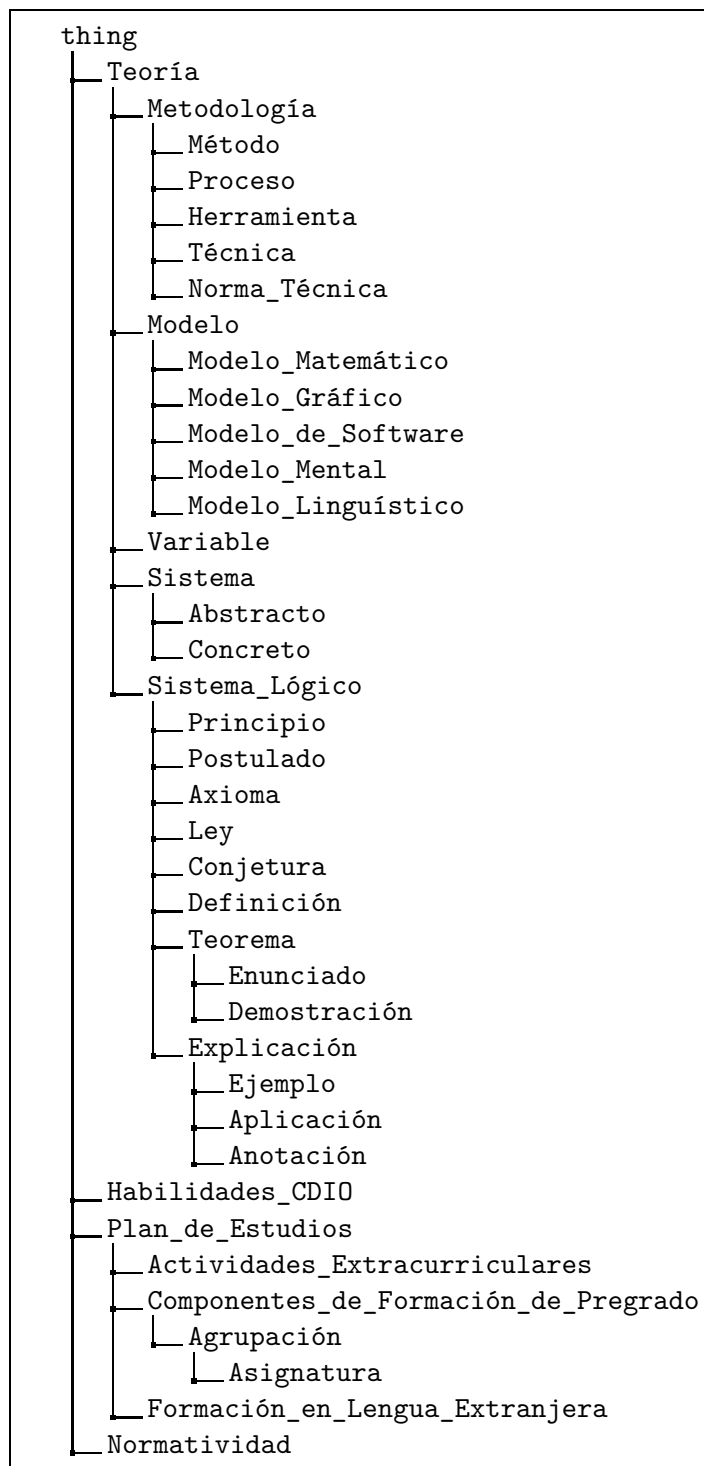 thing
Teoría
Metodología
Método
Proceso
Herramienta
Técnica
Norma_Técnica
Modelo
Modelo_Matemático
Modelo_Gráfico
Modelo_de_Software
Modelo_Mental
Modelo_Linguístico
Variable
Sistema
Abstracto
Concreto
Sistema_Lógico
Principio
Postulado
Axioma
Ley
Conjetura
Definición
Teorema
Enunciado
Demostración
Explicación
Ejemplo
Aplicación
Anotación
Habilidades_CDIO
Plan_de_Estudios
Actividades_Extracurriculares
Componentes_de_Formación_de_Pregrado
Agrupación
Asignatura
Formación_en_Lengua_Extranjera
Normatividad